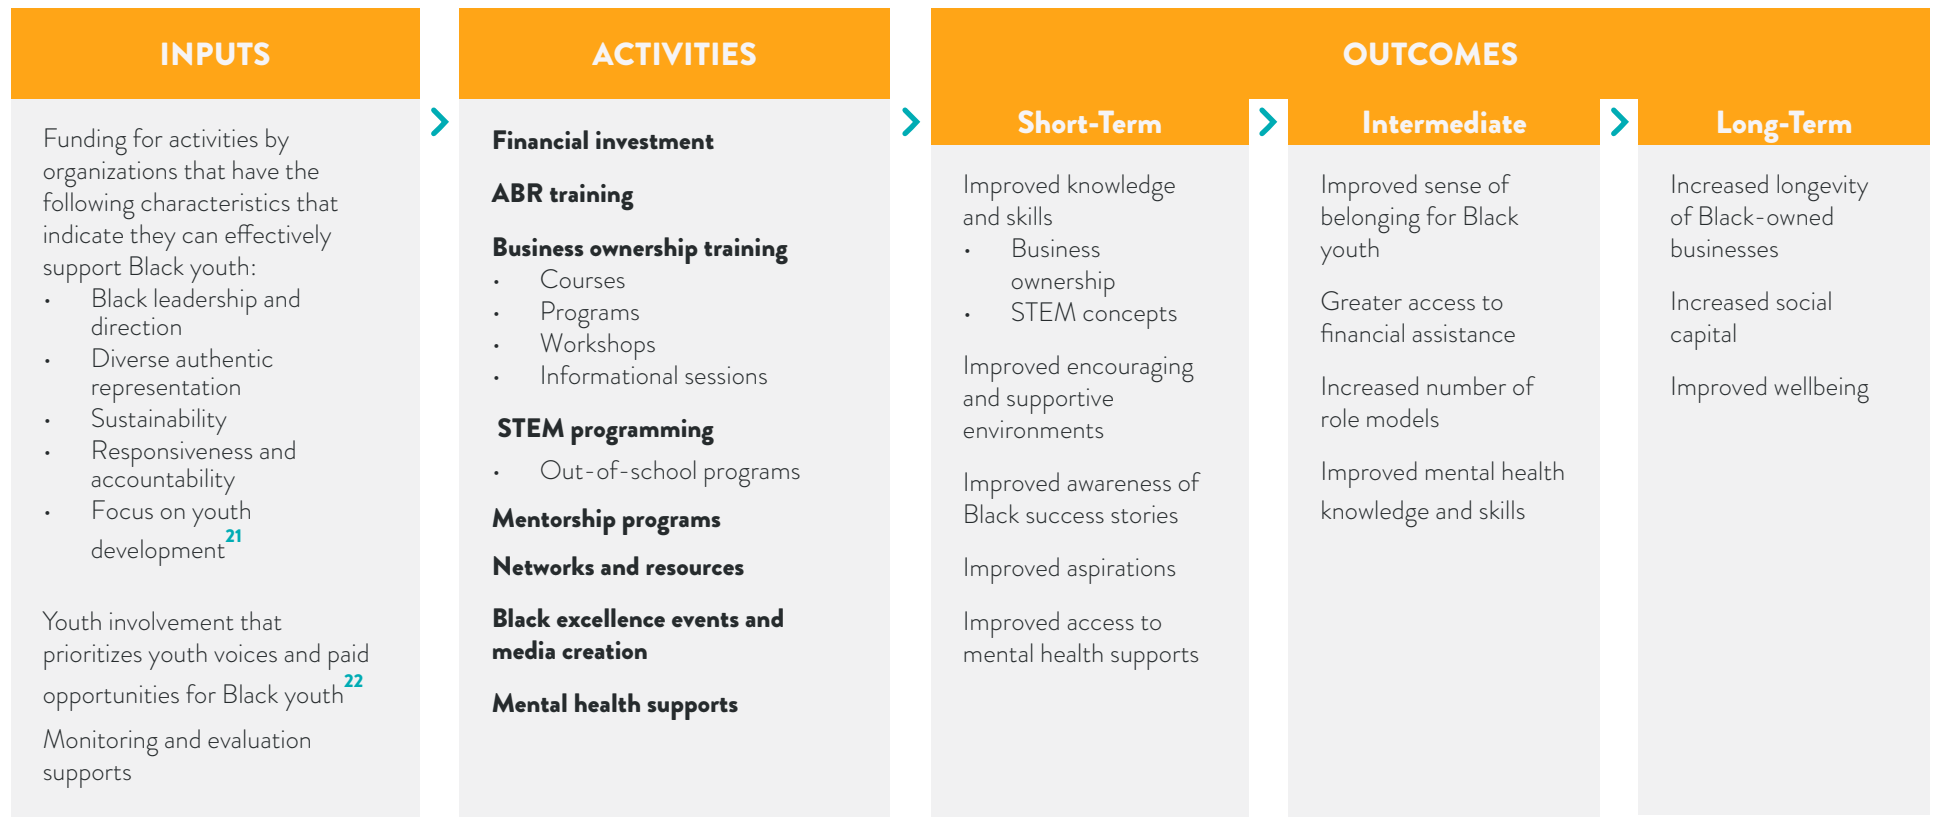 INPUTS
Funding for activities by
organizations that have the
following characteristics that
indicate they can effectively
support Black youth:
• Black leadership and
direction
• Diverse authentic
representation
• Sustainability
• Responsiveness and
accountability
• Focus on youth
development21
Youth involvement that
prioritizes youth voices and paid
opportunities for Black youth22
Monitoring and evaluation
supports
ACTIVITIES
Financial investment
ABR training
Business ownership training
• Courses
• Programs
• Workshops
• Informational sessions
STEM programming
• Out-of-school programs
Mentorship programs
Networks and resources
Black excellence events and
media creation
Mental health supports
OUTCOMES
Short-Term
Improved knowledge
and skills
• Business
ownership
• STEM concepts
Improved encouraging
and supportive
environments
Improved awareness of
Black success stories
Improved aspirations
Improved access to
mental health supports
Intermediate
Improved sense of
belonging for Black
youth
Greater access to
financial assistance
Increased number of
role models
Improved mental health
knowledge and skills
Long-Term
Increased longevity
of Black-owned
businesses
Increased social
capital
Improved wellbeing